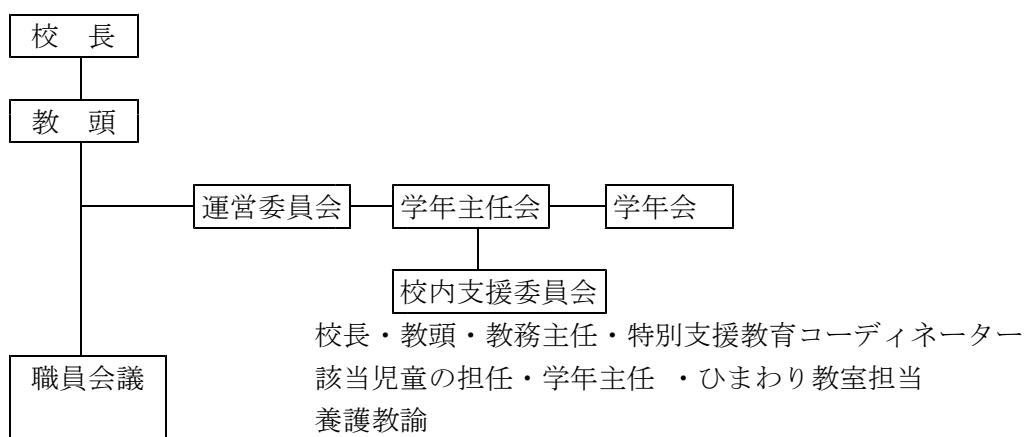 校　長
教　頭
運営委員会 学年主任会 学年会
校内支援委員会
校長・教頭・教務主任・特別支援教育コーディネーター
職員会議 該当児童の担任・学年主任　・ひまわり教室担当
養護教諭